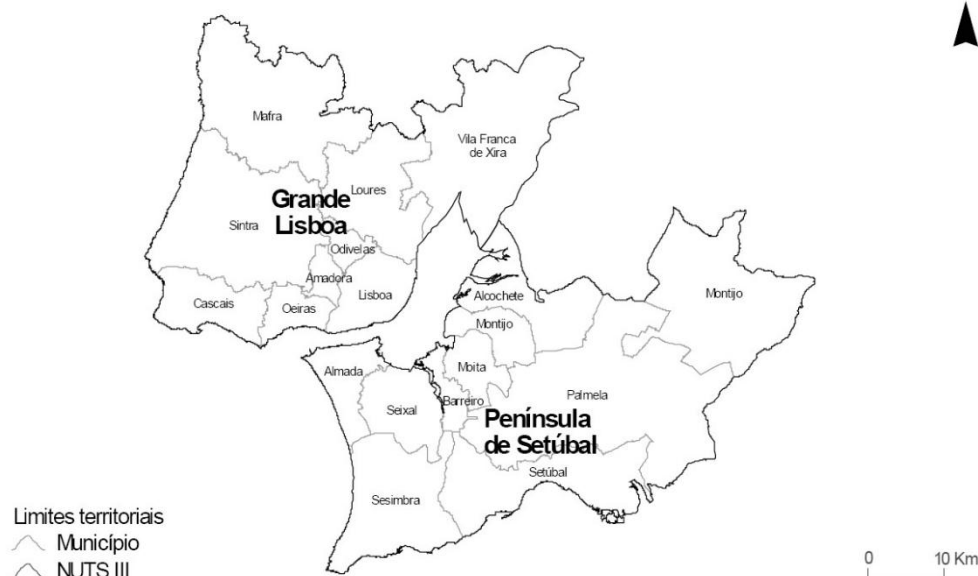 Mafra
Vila Franca
de Xira
Loures
Grande
Lisboa
Sintra
Odivelas
Amadora
Cascais
Oeiras
Lisboa
Alcochete
Montijo
Montijo
Almada
Moita
Seixal
Barreiro
Palmela
Península
de Setúbal
Setúbal
Sesimbra
Limites territoriais
Município
NUTS III
0 10 Km